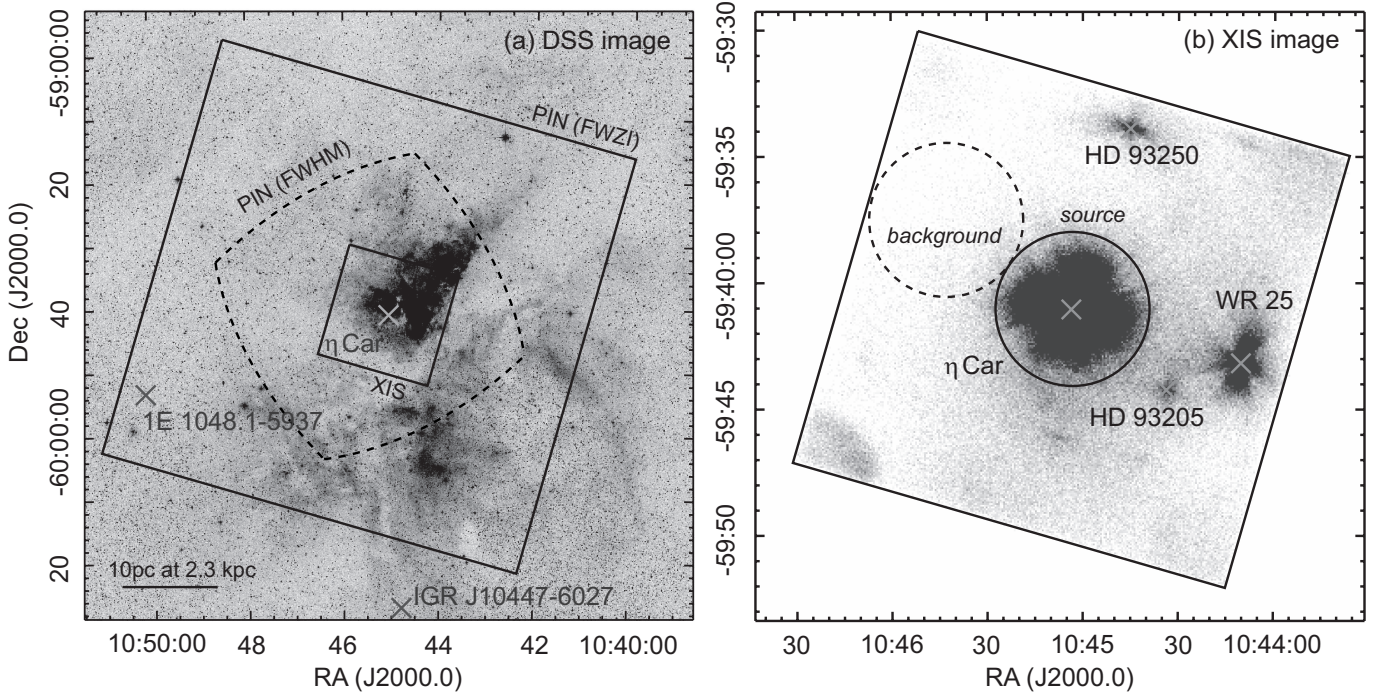 (a) DSS image
PIN (FWZI)
PIN (FWHM)
η Car
XIS
1E 1048.1-5937
IGR J10447-6027
10pc at 2.3 kpc
-59:00:00
20
40
-60:00:00
20
Dec (J2000.0)
10:50:00
48
46
44
42
10:40:00
RA (J2000.0)
(b) XIS image
HD 93250
source
background
WR 25
η Car
HD 93205
-59:30
-59:35
-59:40:00
-59:45
-59:50
30
10:46
30
10:45
30
10:44
RA (J2000.0)